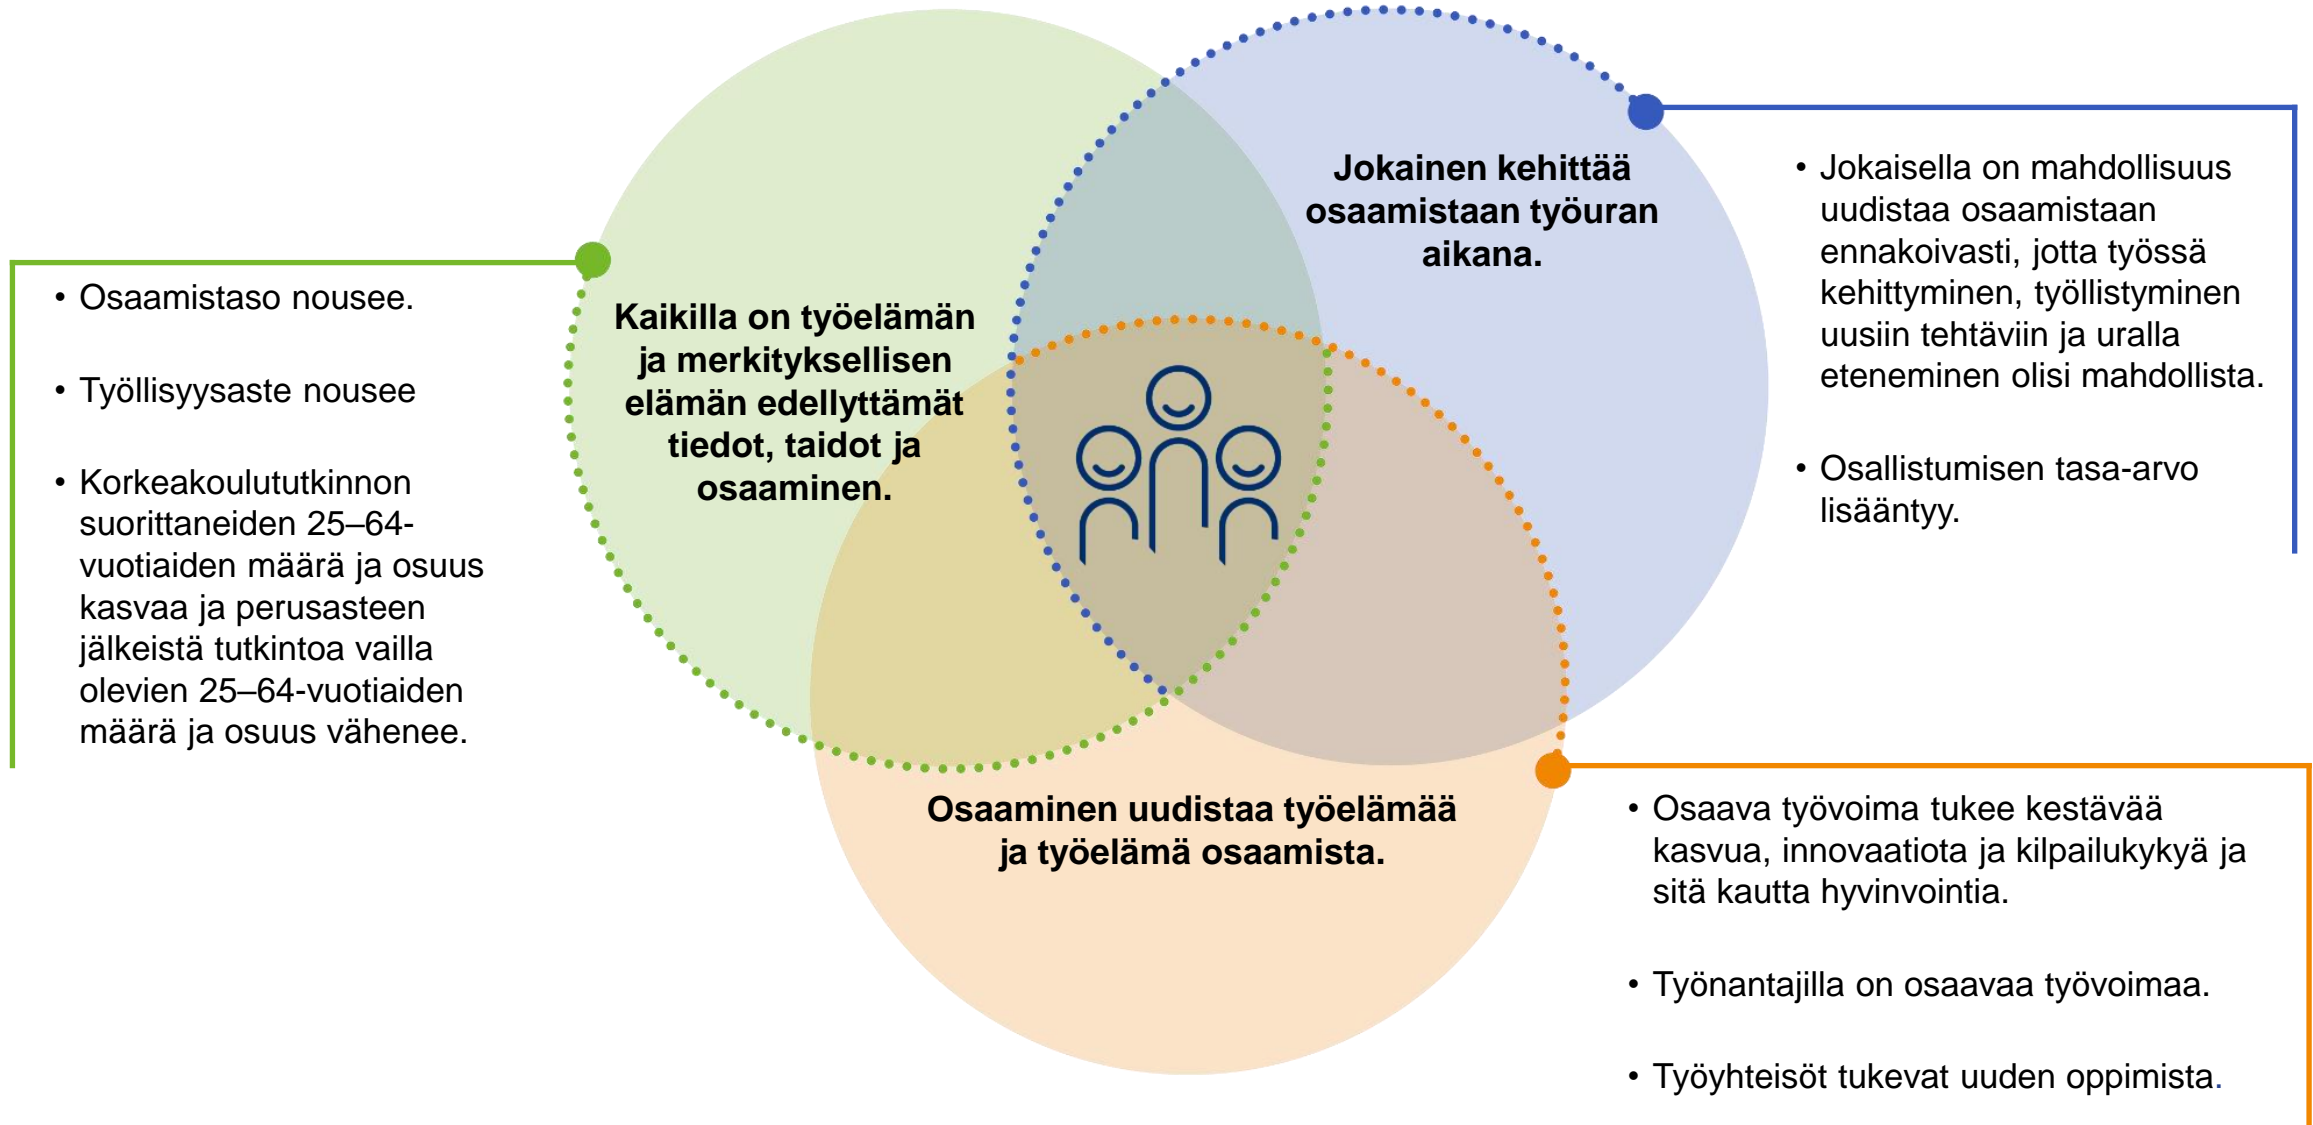 • Osaamistaso nousee.
• Työllisyysaste nousee
• Korkeakoulututkinnon
suorittaneiden 25–64-
vuotiaiden määrä ja osuus
kasvaa ja perusasteen
jälkeistä tutkintoa vailla
olevien 25–64-vuotiaiden
määrä ja osuus vähenee.
Kaikilla on työelämän
ja merkityksellisen
elämän edellyttämät
tiedot, taidot ja
osaaminen.
Jokainen kehittää
osaamistaan työuran
aikana.
• Jokaisella on mahdollisuus
uudistaa osaamistaan
ennakoivasti, jotta työssä
kehittyminen, työllistyminen
uusiin tehtäviin ja uralla
eteneminen olisi mahdollista.
• Osallistumisen tasa-arvo
lisääntyy.
Osaaminen uudistaa työelämää
ja työelämä osaamista.
• Osaava työvoima tukee kestävää
kasvua, innovaatiota ja kilpailukykyä ja
sitä kautta hyvinvointia.
• Työnantajilla on osaavaa työvoimaa.
• Työyhteisöt tukevat uuden oppimista.